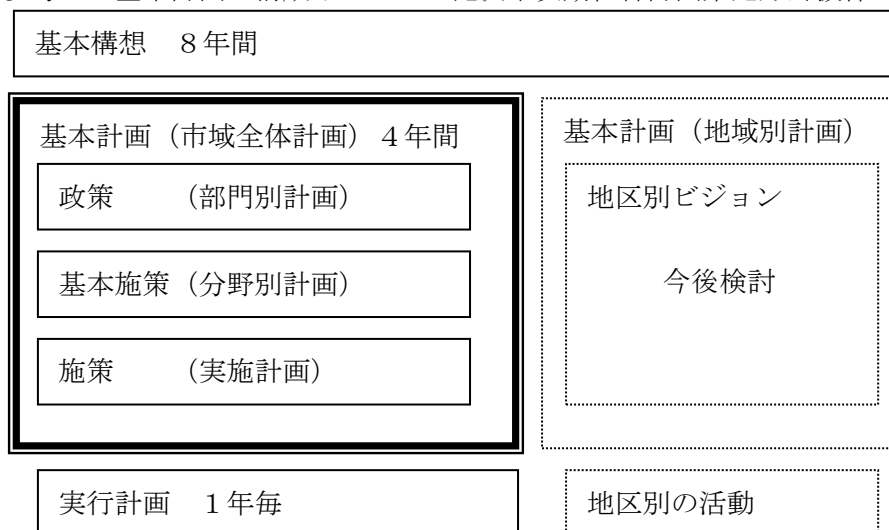 基本構想　８年間
基本計画（市域全体計画）４年間
政策　　（部門別計画）
基本施策（分野別計画）
施策　　（実施計画）
実行計画　１年毎
基本計画（地域別計画）
地区別ビジョン
今後検討
地区別の活動